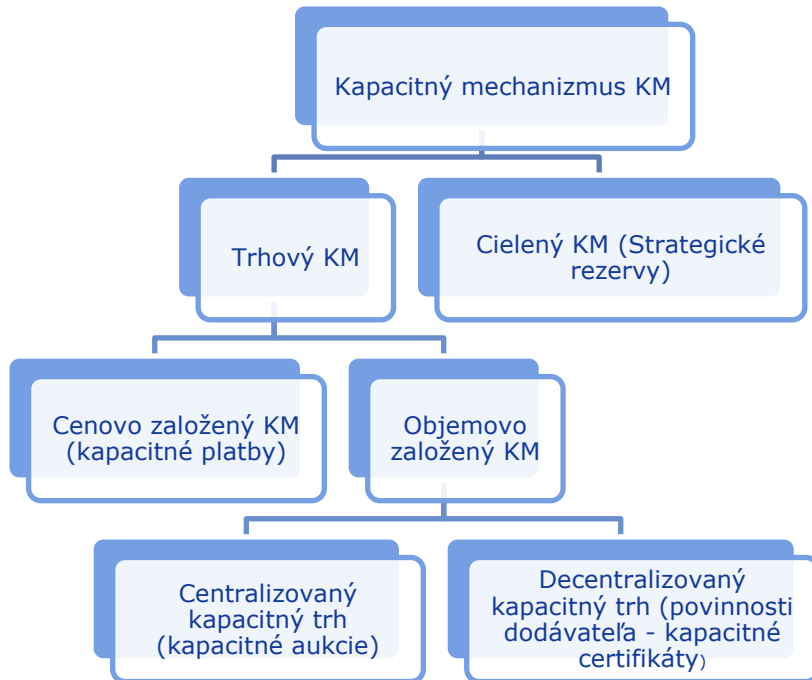 Kapacitný mechanizmus KM
Trhový KM
Cielený KM (Strategické
rezervy)
Cenovo založený KM
(kapacitné platby)
Objemovo
založený KM
Centralizovaný
kapacitný trh
(kapacitné aukcie)
Decentralizovaný
kapacitný trh (povinnosti
dodávateľa - kapacitné
certifikáty)